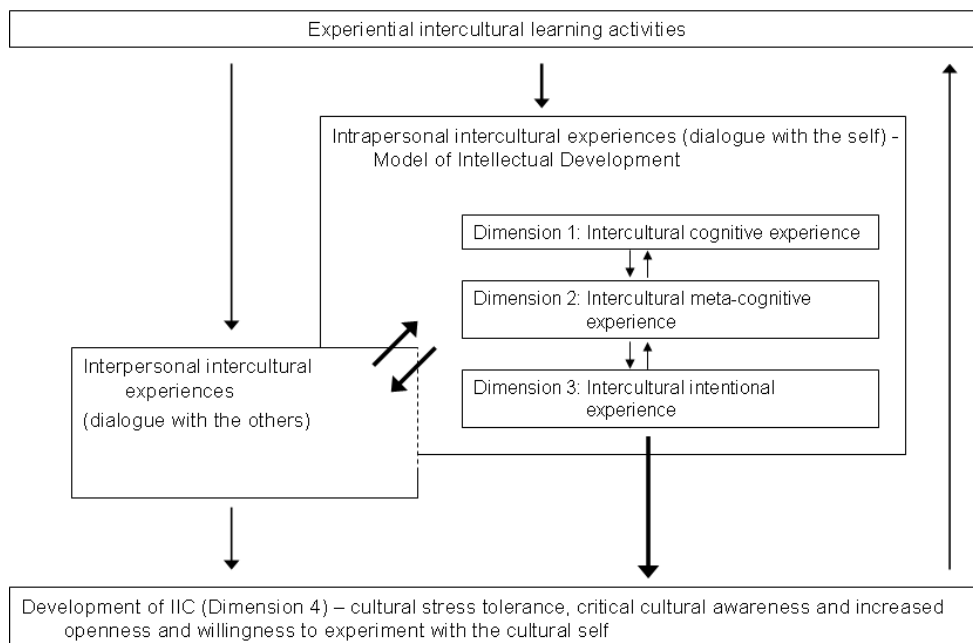 Experiential intercultural learning activities
Intrapersonal intercultural experiences (dialogue with the self) -
Model of Intellectual Development
Dimension 1: Intercultural cognitive experience
Dimension 2: Intercultural meta-cognitive
experience
Dimension 3: Intercultural intentional
experience
Interpersonal intercultural
experiences
(dialogue with the others)
Development of IIC (Dimension 4) – cultural stress tolerance, critical cultural awareness and increased
openness and willingness to experiment with the cultural self